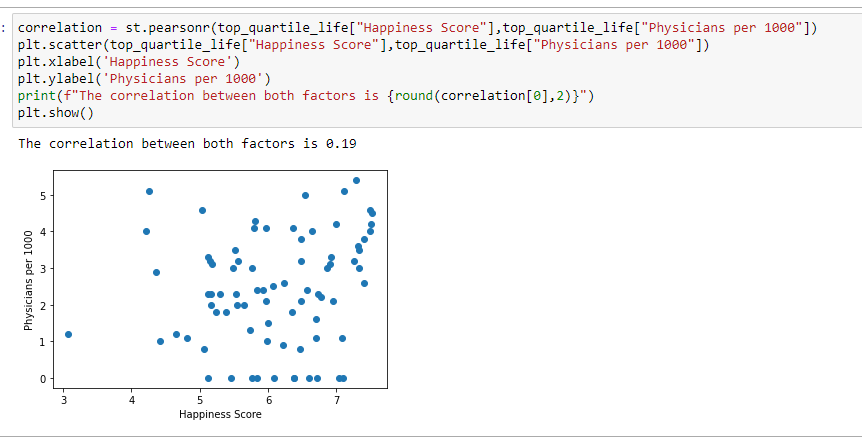 : correlation = st.pearsonr(top_quartile_life["Happiness Score"],top_quartile_life["Physicians per 1000"])
plt.scatter(top_quartile_life["Happiness Score"],top_quartile_life["Physicians per 1000"])
plt.xlabel('Happiness Score')
plt.ylabel('Physicians per 1000')
print(f"The correlation between both factors is {round(correlation[0],2)}")
plt.show()
The correlation between both factors is 0.19
Physicians per 1000
5
4
3
2
1
0
3 4 5 6 7
Happiness Score